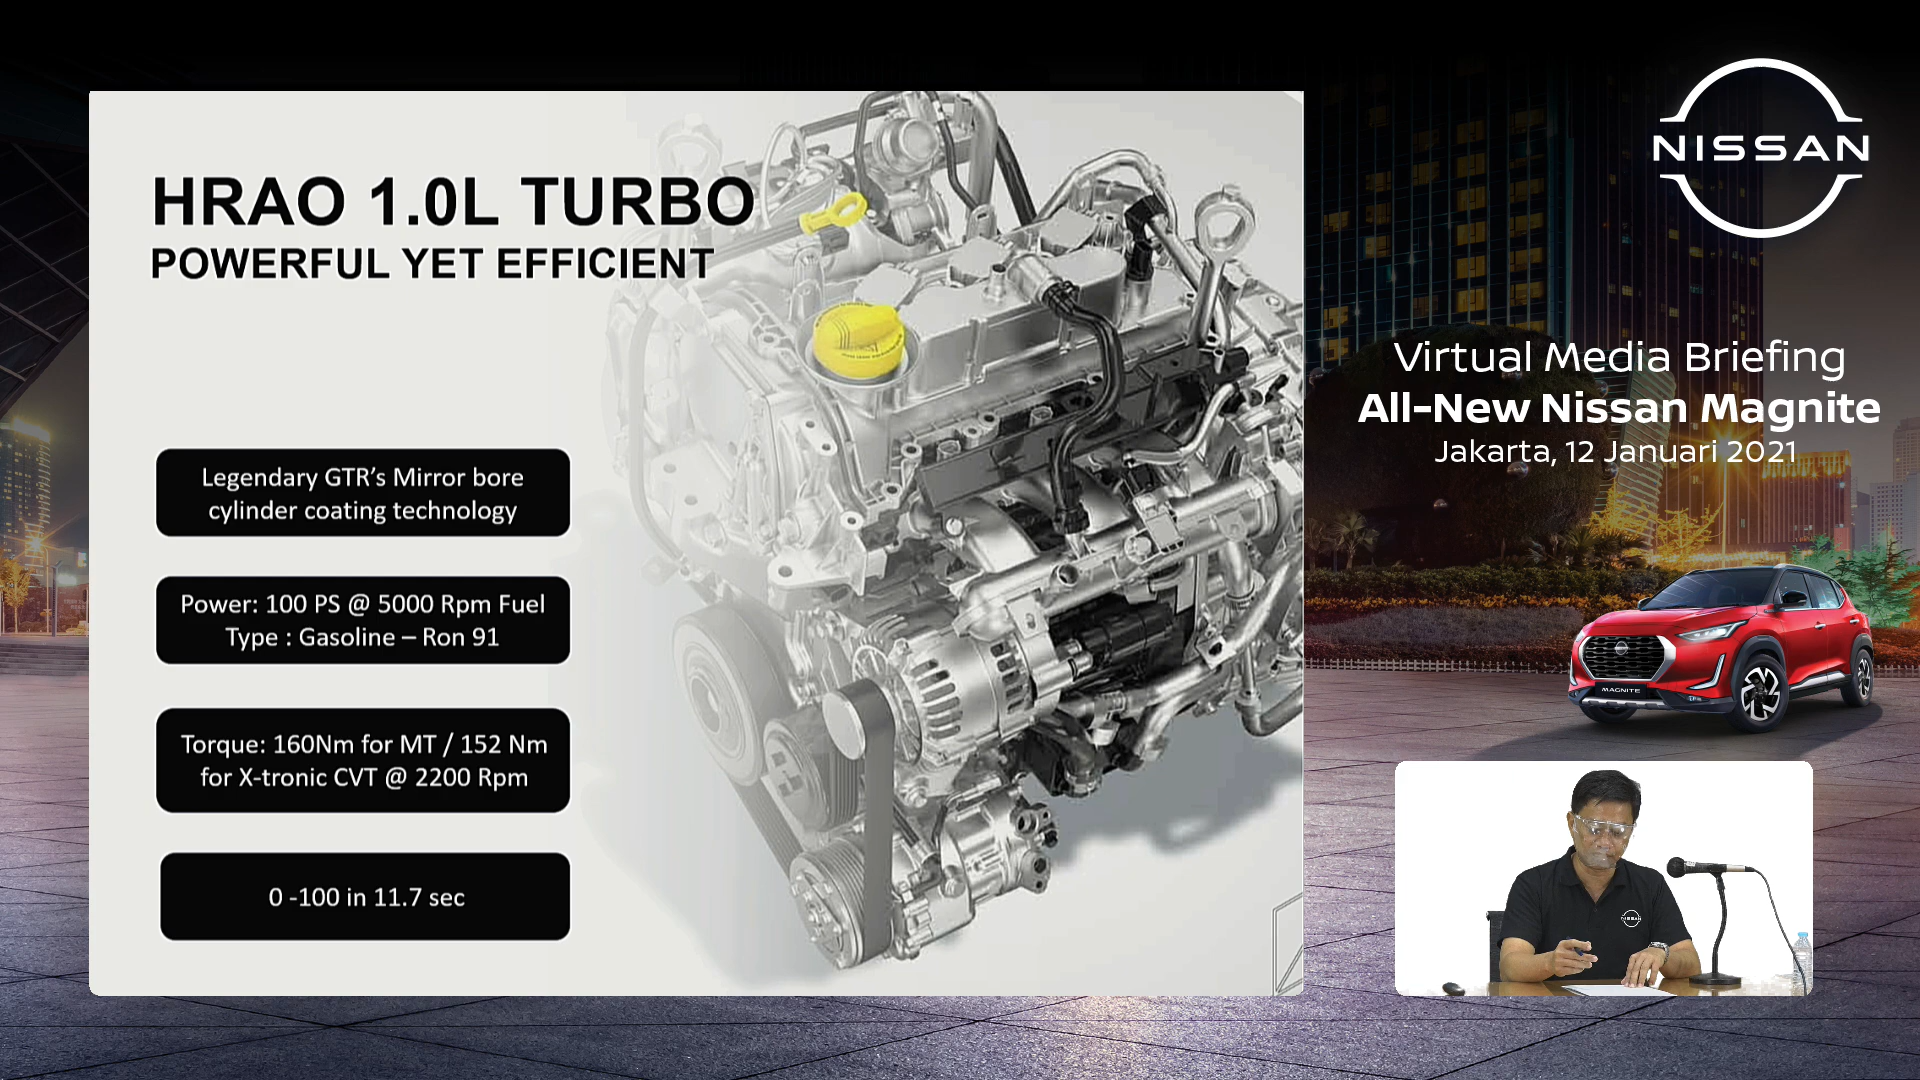 HRAO 1.0L TURBO
POWERFUL YET EFFICIENT
Legendary GTR’s Mirror bore
cylinder coating technology
Power: 100 PS @ 5000 Rpm Fuel
Type : Gasoline – Ron 91
Torque: 160Nm for MT / 152 Nm
for X-tronic CVT @ 2200 Rpm
0 -100 in 11.7 sec
NISSAN
Virtual Media Briefing
All-New Nissan Magnite
Jakarta, 12 Januari 2021
MAGNITE